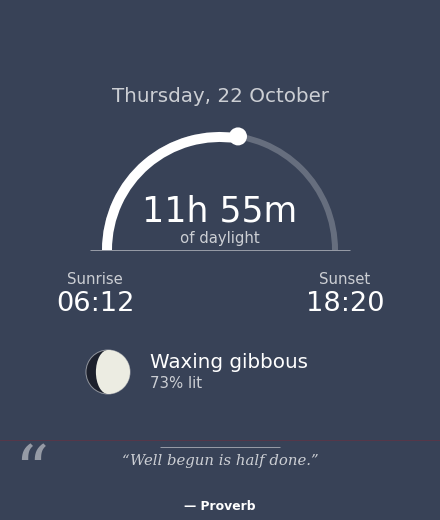 Thursday, 22 October
11h 55m
of daylight
Sunrise
06:12
Sunset
18:20
Waxing gibbous
73% lit
“
“Well begun is half done.”
— Proverb